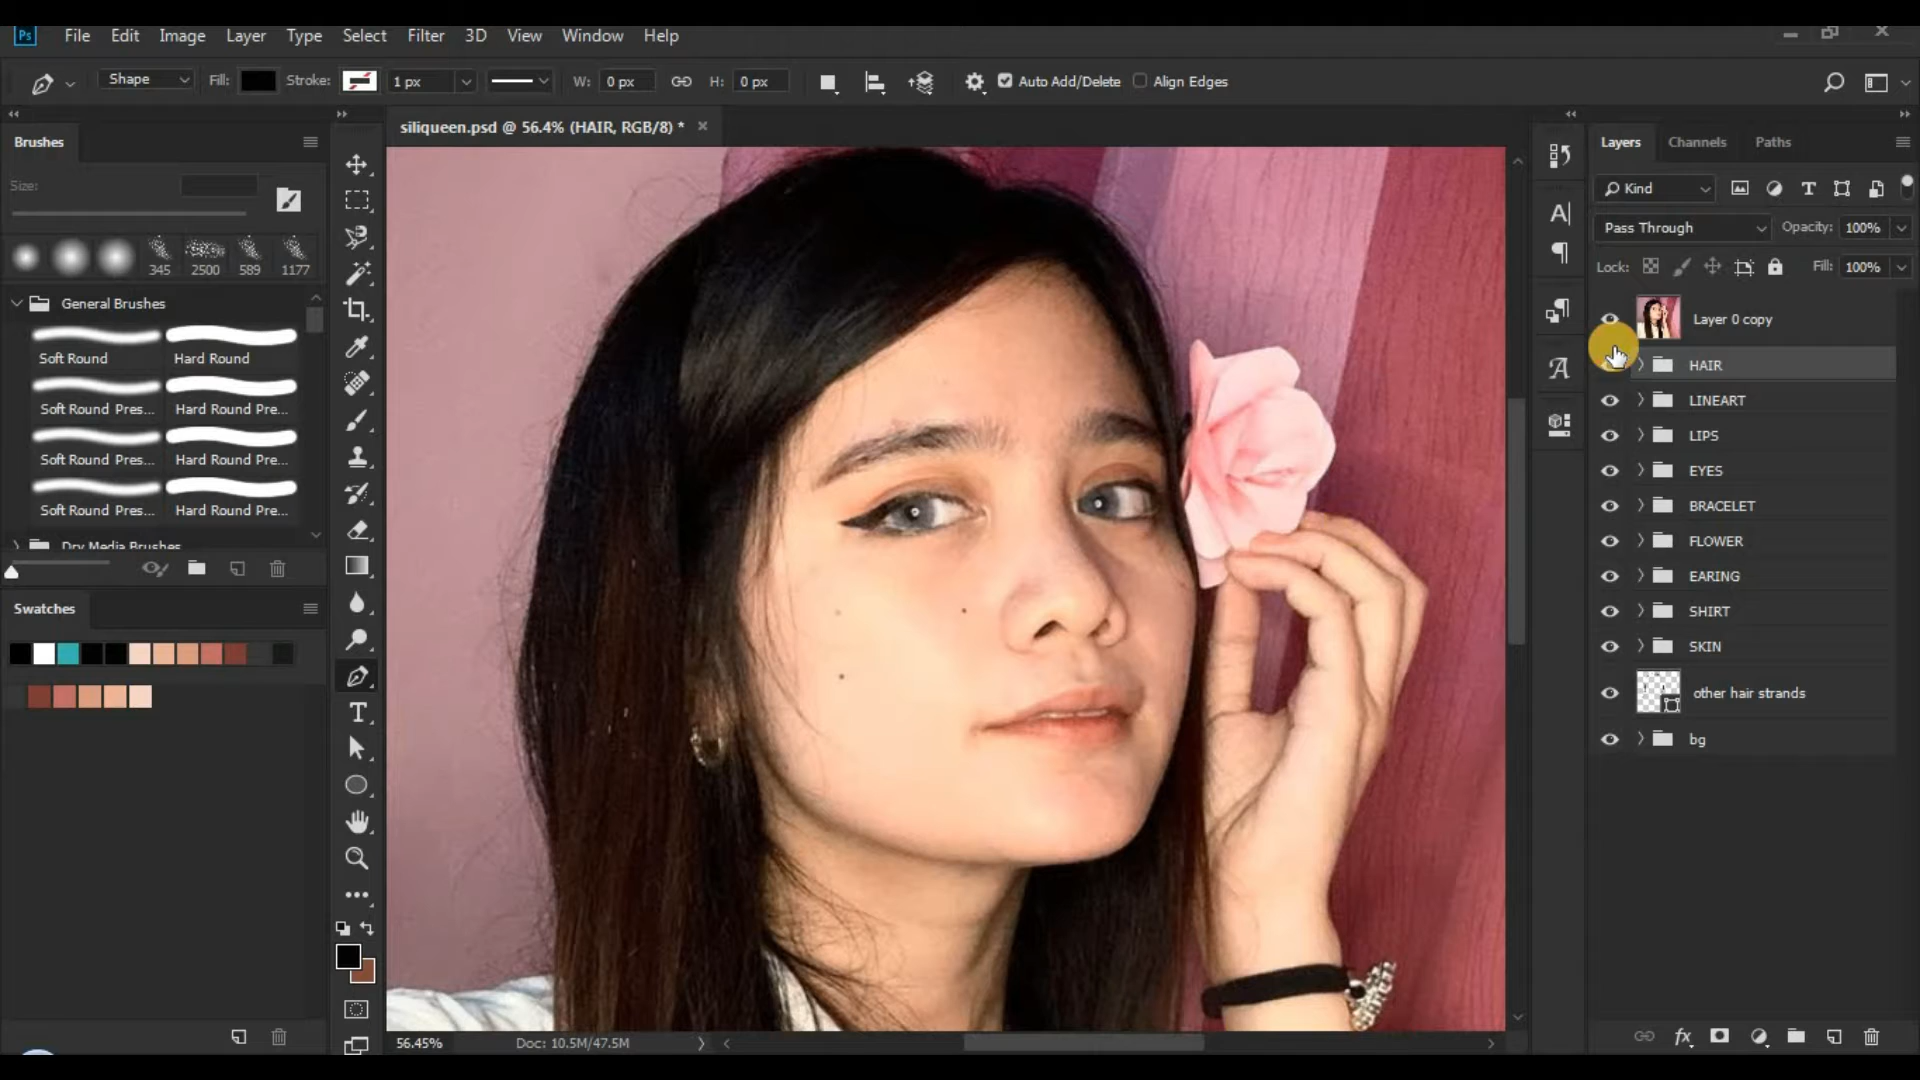 Ps File Edit Image Layer Type Select Filter 3D View Window Help
Shape Fill: Stroke: 1 px W: 0 px H: 0 px Auto Add/Delete Align Edges
siliqueen.psd @ 56.4% (HAIR, RGB/8) *
Brushes
Size:
345 2500 589 1177
General Brushes
Soft Round Hard Round
Soft Round Pres... Hard Round Pre...
Soft Round Pres... Hard Round Pre...
Soft Round Pres... Hard Round Pre...
Dry Media Brushes
Swatches
56.45% Doc: 10.5M/47.5M
Layers Channels Paths
Kind
Pass Through Opacity: 100%
Lock: Fill: 100%
Layer 0 copy
HAIR
LINEART
LIPS
EYES
BRACELET
FLOWER
EARING
SHIRT
SKIN
other hair strands
bg